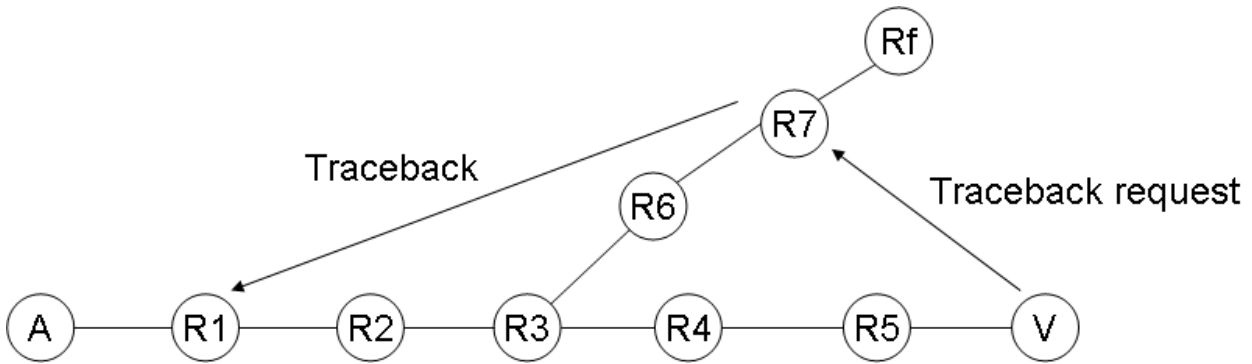 Rf
R7
Traceback
Traceback request
R6
A R1 R2 R3 R4 R5 V